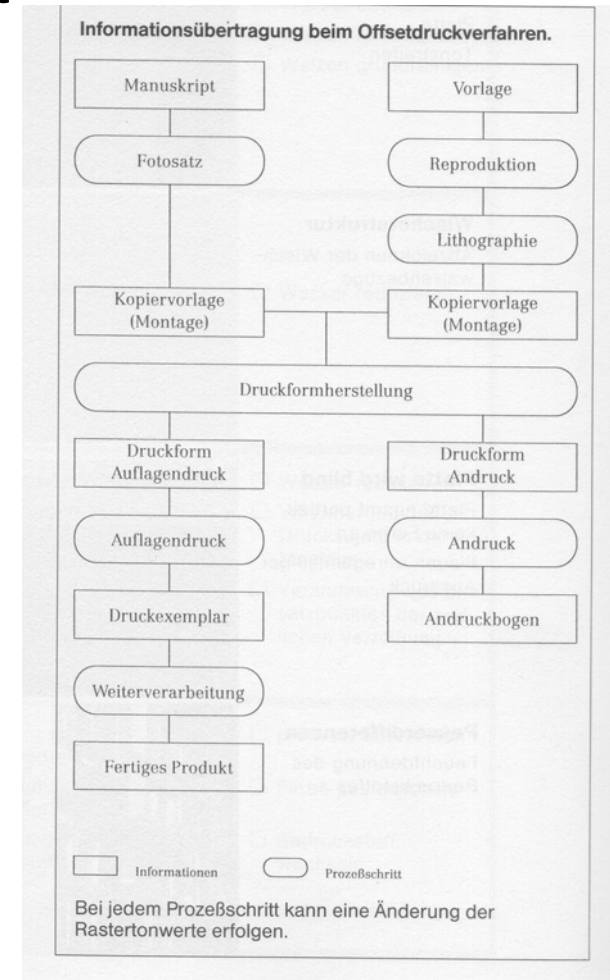 Informationsübertragung beim Offsetdruckverfahren.
Manuskript
Vorlage
Fotosatz
Reproduktion
Lithographie
Kopiervorlage
(Montage)
Kopiervorlage
(Montage)
Druckformherstellung
Druckform
Auflagendruck
Druckform
Andruck
Auflagendruck
Andruck
Druckexemplar
Andruckbogen
Weiterverarbeitung
Fertiges Produkt
Informationen
Prozeßschritt
Bei jedem Prozeßschritt kann eine Änderung der
Rastertonwerte erfolgen.